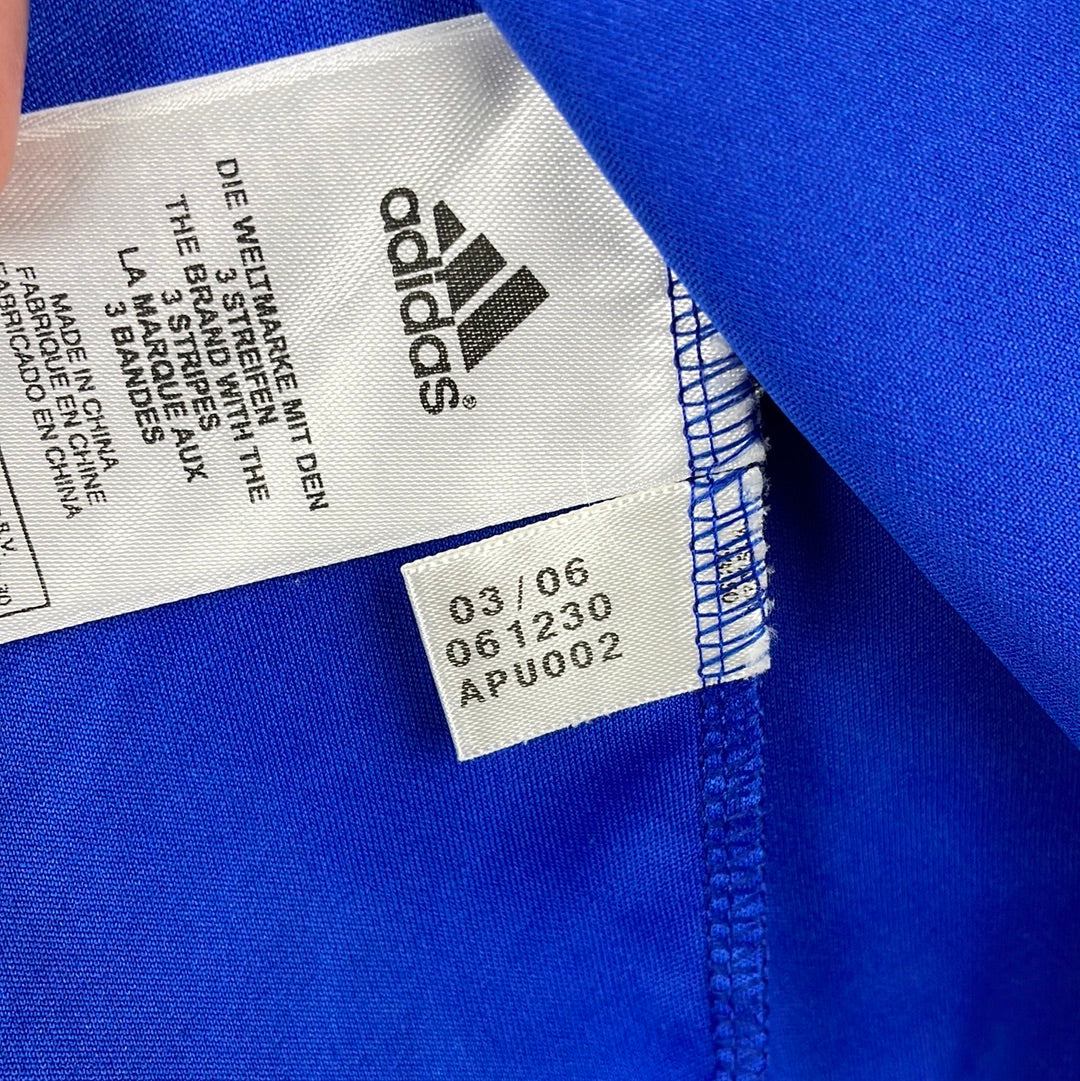 adidas®
DIE WELTMARKE MIT DEN
3 STREIFEN
THE BRAND WITH THE
3 STRIPES
LA MARQUE AUX
3 BANDES
MADE IN CHINA
FABRIQUE EN CHINE
FABRICADO EN CHINA
03/06
061230
APU002